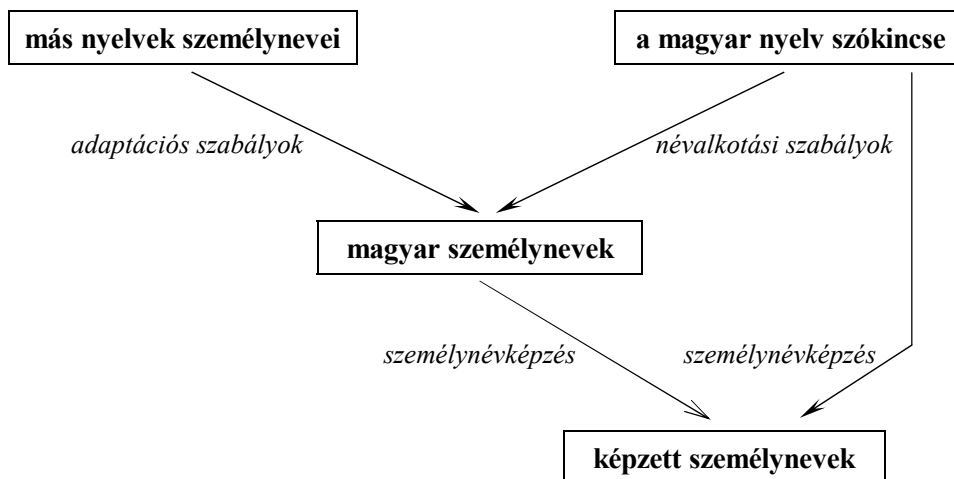 más nyelvek személynevei
a magyar nyelv szókincse
adaptációs szabályok
névalkotási szabályok
magyar személynevek
személynévképzés
személynévképzés
képzett személynevek